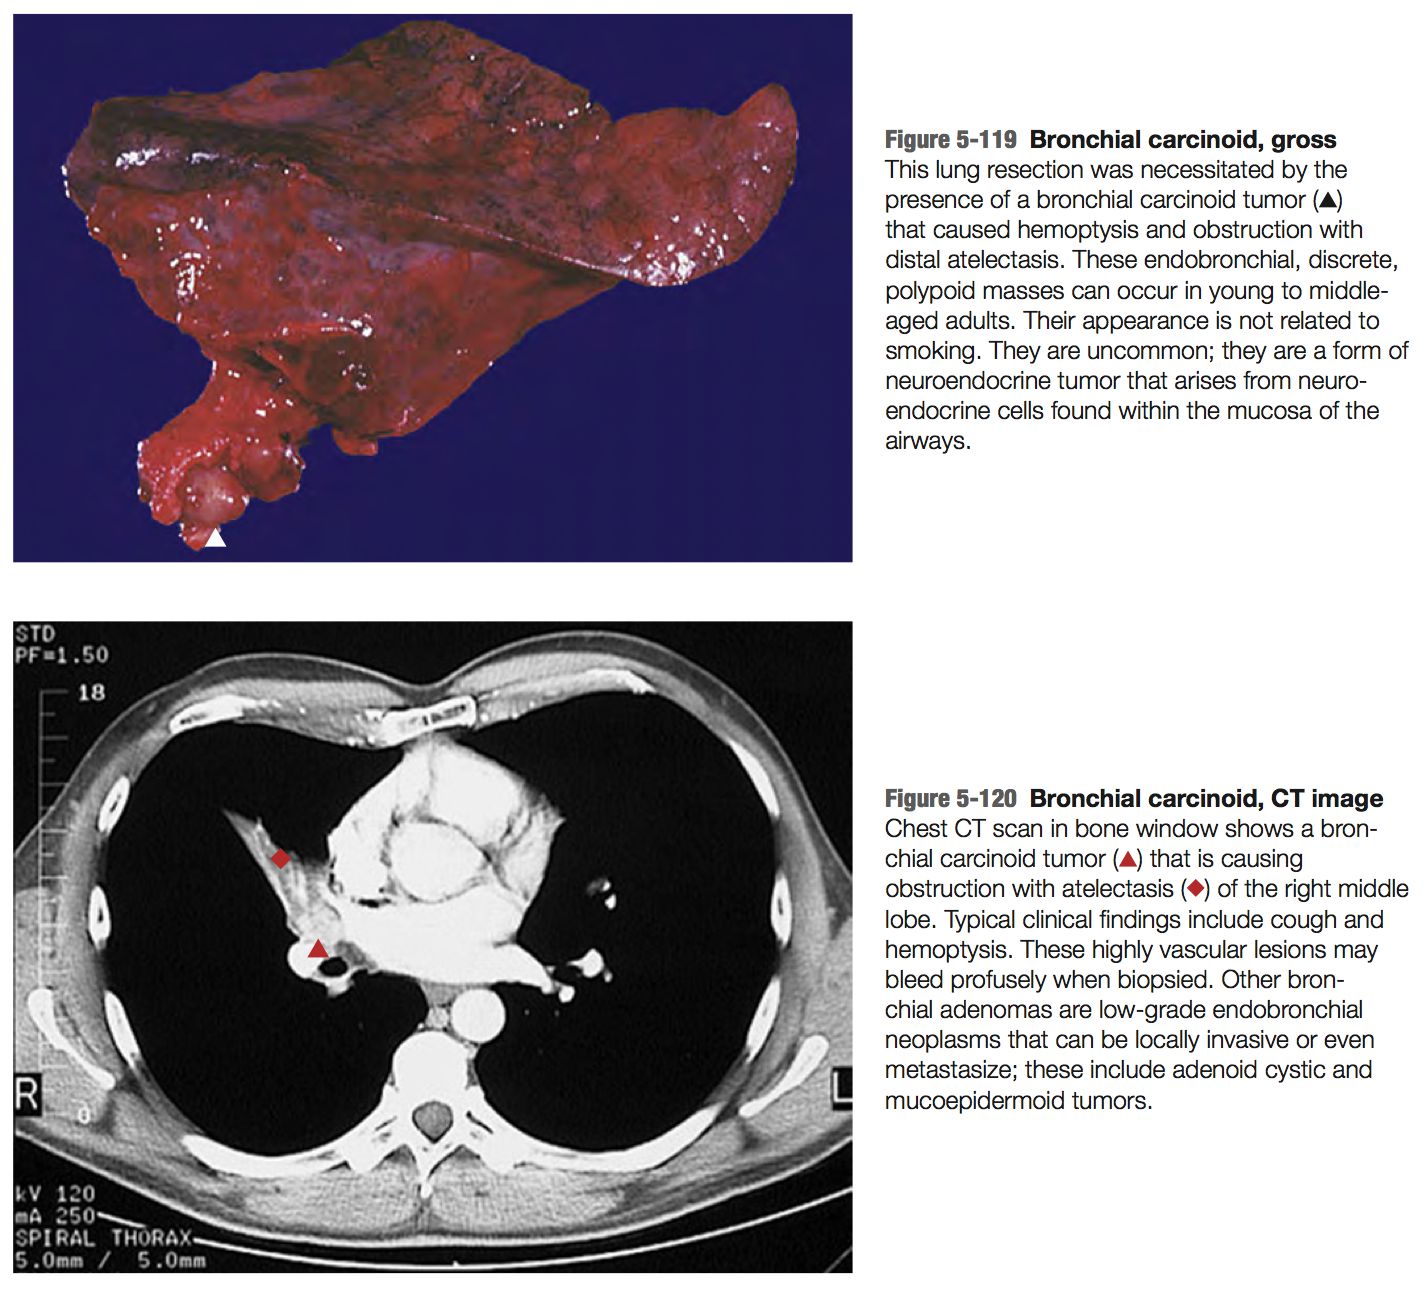 Figure 5-119 Bronchial carcinoid, gross
This lung resection was necessitated by the
presence of a bronchial carcinoid tumor (▲)
that caused hemoptysis and obstruction with
distal atelectasis. These endobronchial, discrete,
polypoid masses can occur in young to middle-
aged adults. Their appearance is not related to
smoking. They are uncommon; they are a form of
neuroendocrine tumor that arises from neuro-
endocrine cells found within the mucosa of the
airways.
STD
PF=1.50
18
R
L
0
kV 120
mA 250
SPIRAL THORAX
5.0mm / 5.0mm
Figure 5-120 Bronchial carcinoid, CT image
Chest CT scan in bone window shows a bron-
chial carcinoid tumor (▲) that is causing
obstruction with atelectasis (◆) of the right middle
lobe. Typical clinical findings include cough and
hemoptysis. These highly vascular lesions may
bleed profusely when biopsied. Other bron-
chial adenomas are low-grade endobronchial
neoplasms that can be locally invasive or even
metastasize; these include adenoid cystic and
mucoepidermoid tumors.